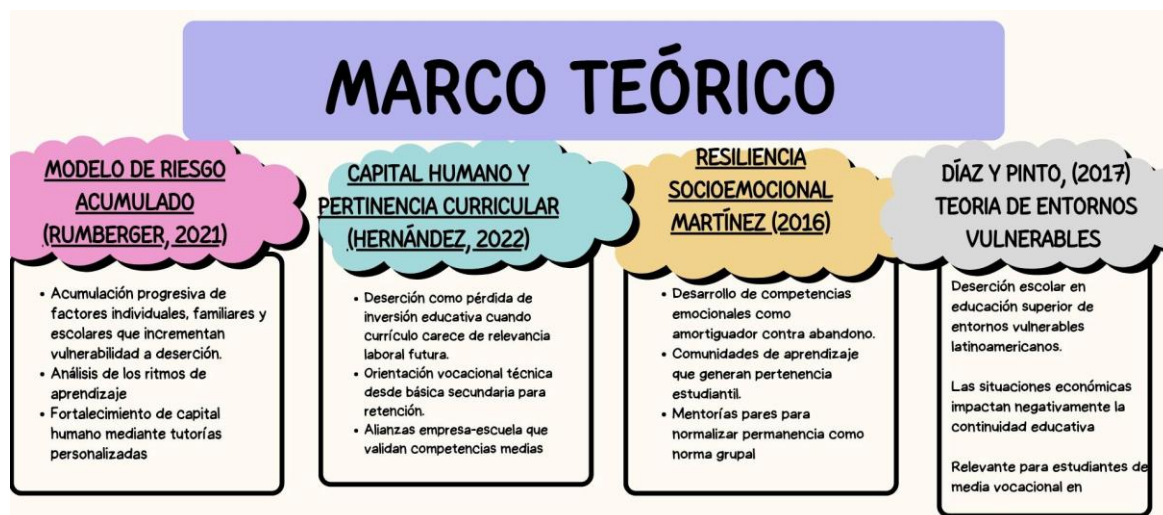 MARCO TEÓRICO
MODELO DE RIESGO
ACUMULADO
(RUMBERGER, 2021)
• Acumulación progresiva de
factores individuales, familiares y
escolares que incrementan
vulnerabilidad a deserción.
• Análisis de los ritmos de
aprendizaje
• Fortalecimiento de capital
humano mediante tutorías
personalizadas
CAPITAL HUMANO Y
PERTINENCIA CURRICULAR
(HERNÁNDEZ, 2022)
• Deserción como pérdida de
inversión educativa cuando
currículo carece de relevancia
laboral futura.
• Orientación vocacional técnica
desde básica secundaria para
retención.
• Alianzas empresa-escuela que
validan competencias medias
RESILIENCIA
SOCIOEMOCIONAL
MARTÍNEZ (2016)
• Desarrollo de competencias
emocionales como
amortiguador contra abandono.
• Comunidades de aprendizaje
que generan pertenencia
estudiantil.
• Mentorías pares para
normalizar permanencia como
norma grupal
DÍAZ Y PINTO, (2017)
TEORIA DE ENTORNOS
VULNERABLES
Deserción escolar en
educación superior de
entornos vulnerables
latinoamericanos.
Las situaciones económicas
impactan negativamente la
continuidad educativa
Relevante para estudiantes de
media vocacional en